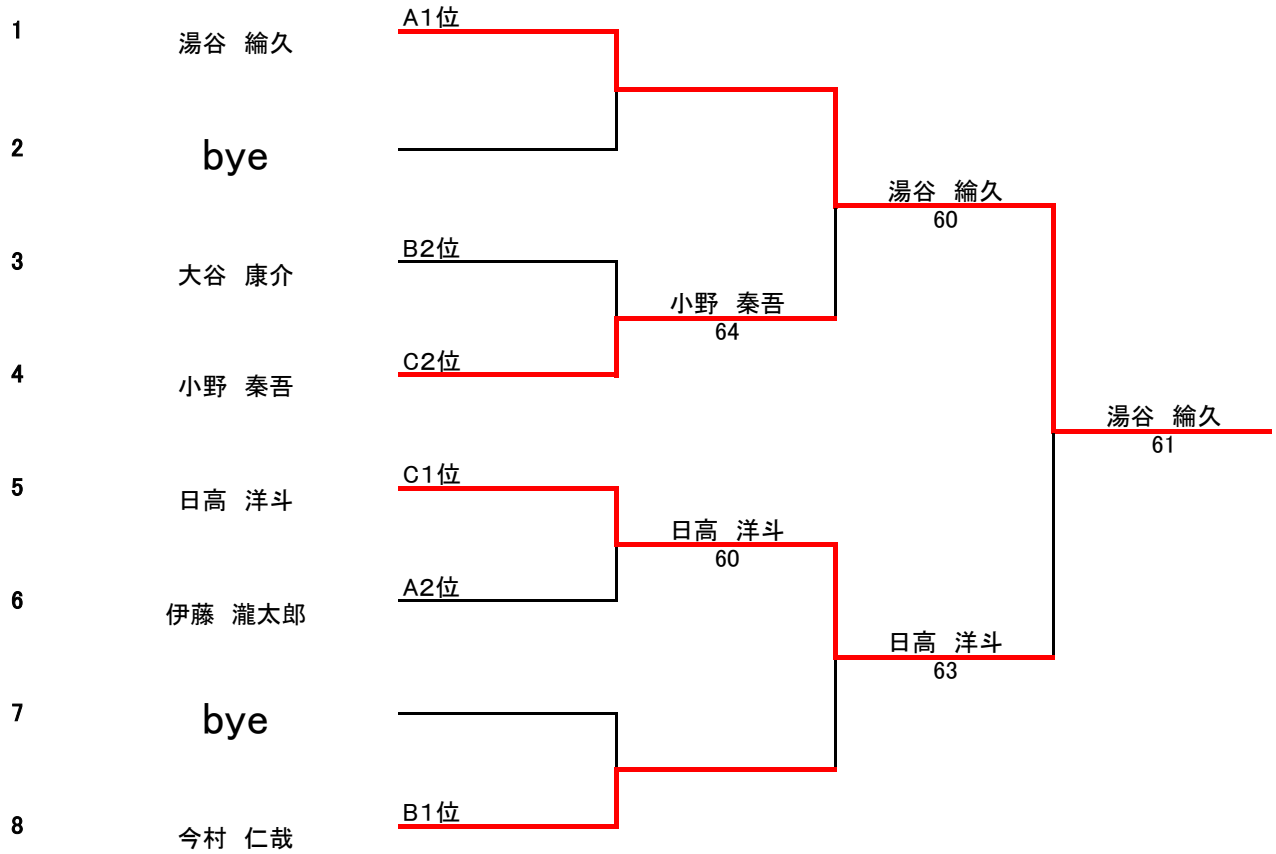 1 湯谷　綸久 A1位
2 bye
湯谷　綸久
60
3 大谷　康介 B2位
小野　秦吾
64
4 小野　秦吾 C2位
湯谷　綸久
61
5 日高　洋斗 C1位
日高　洋斗
60
6 伊藤　瀧太郎 A2位
日高　洋斗
63
7 bye
8 今村　仁哉 B1位